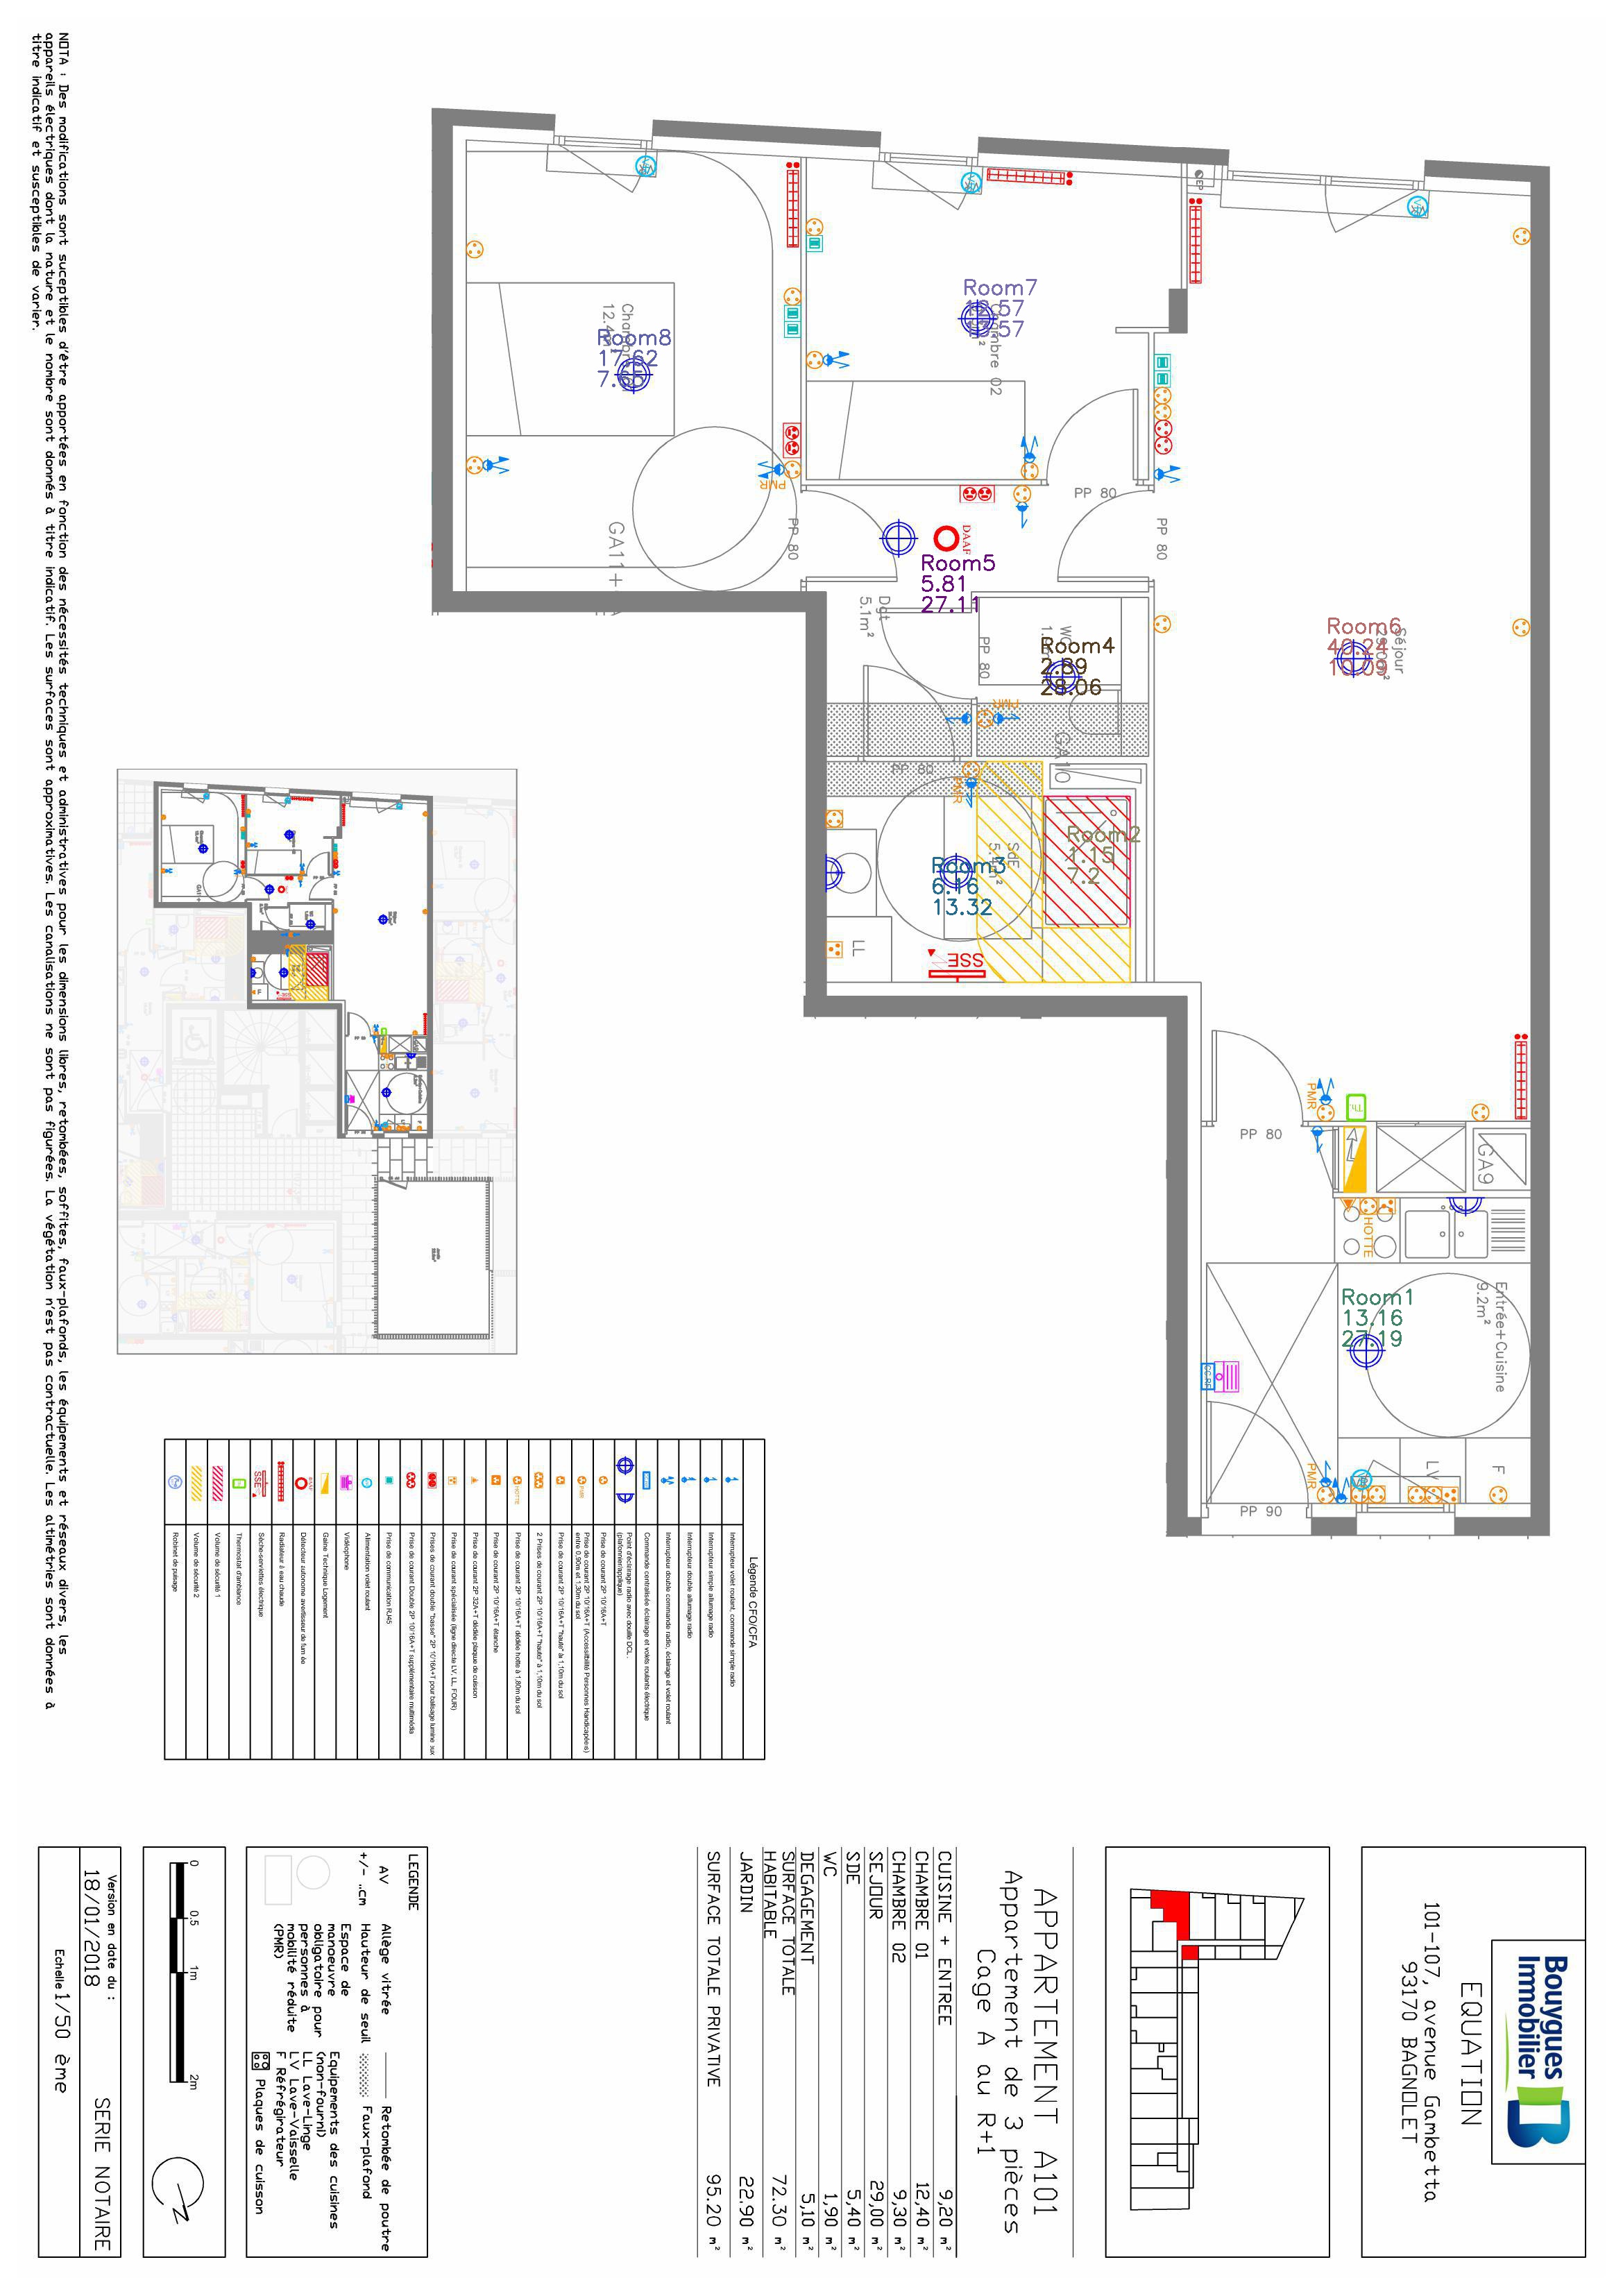 NOTA : Des modifications sont suceptibles d'être apportées en fonction des nécessités techniques et administratives pour les dimensions libres, retombées, soffites, faux-plafonds, les équipements et réseaux divers, les
appareils électriques dont la nature et le nombre sont donnés à titre indicatif. Les surfaces sont approximatives. Les canalisations ne sont pas figurées. La végétation n'est pas contractuelle. Les altimétries sont données à
titre indicatif et susceptibles de varier.
Room8
17.62
Chambre 01
GA11+
PMR
PP 80
Room7
Chambre 02
EP
PP 80
PP 80
DAAF
Room5
5.81
27.11
Dgt
5.1m²
PP 80
WC
Room4
2.89
28.06
PMR
GA10
PP 80
PMR
Room2
1.15
7.2
SdE
Room3
6.16
13.32
LL
SSE
Room6
Séjour
PMR
PP 80
GA9
HOTTE
Room1
13.16
27.19
Entrée+Cuisine
9.2m²
PMR
LV
F
PP 90
Légende CFO/CFA
Interrupteur volet roulant, commande simple radio
Interrupteur simple allumage radio
Interrupteur double allumage radio
Interrupteur double commande radio, éclairage et volet roulant
Commande centralisée éclairage et volets roulants électrique
Point d'éclairage radio avec douille DCL .
(plafonnier/applique)
Prise de courant 2P 10/16A+T
Prise de courant 2P 10/16A+T (Accessibilité Personnes Handicapées)
entre 0,90m et 1,30m du sol
Prise de courant 2P 10/16A+T "haute" à 1,10m du sol
2 Prises de courant 2P 10/16A+T "haute" à 1,10m du sol
Prise de courant 2P 10/16A+T dédiée hotte à 1,80m du sol
Prise de courant 2P 10/16A+T étanche
Prise de courant 2P 32A+T dédiée plaque de cuisson
Prise de courant spécialisée (ligne directe LV, LL, FOUR)
Prises de courant double "basse" 2P 10/16A+T pour balisage lumineux
Prise de courant Double 2P 10/16A+T supplémentaire multimédia
Prise de communication RJ45
Alimentation volet roulant
Vidéophone
Gaine Technique Logement
Détecteur autonome avertisseur de fumée
Radiateur à eau chaude
Sèche-serviettes électrique
Thermostat d'ambiance
Volume de sécurité 1
Volume de sécurité 2
Robinet de puisage
Bouygues
Immobilier
EQUATION
101-107, avenue Gambetta
93170 BAGNOLET
APPARTEMENT A101
Appartement de 3 pièces
Cage A au R+1
CUISINE + ENTREE 9,20 m²
CHAMBRE 01 12,40 m²
CHAMBRE 02 9,30 m²
SEJOUR 29,00 m²
SDE 5,40 m²
WC 1,90 m²
DEGAGEMENT 5,10 m²
SURFACE TOTALE
HABITABLE 72.30 m²
JARDIN 22.90 m²
SURFACE TOTALE PRIVATIVE 95.20 m²
LEGENDE
AV Allège vitrée
+/- ..cm Hauteur de seuil
Espace de
manoeuvre
obligatoire pour
personnes à
mobilité réduite
(PMR)
Retombée de poutre
Faux-plafond
Equipements des cuisines
(non-fourni)
LL Lave-Linge
LV Lave-Vaisselle
F Réfrégirateur
Plaques de cuisson
0 0.5 1m 2m
Version en date du :
18/01/2018
SERIE NOTAIRE
Echelle 1/50 ème